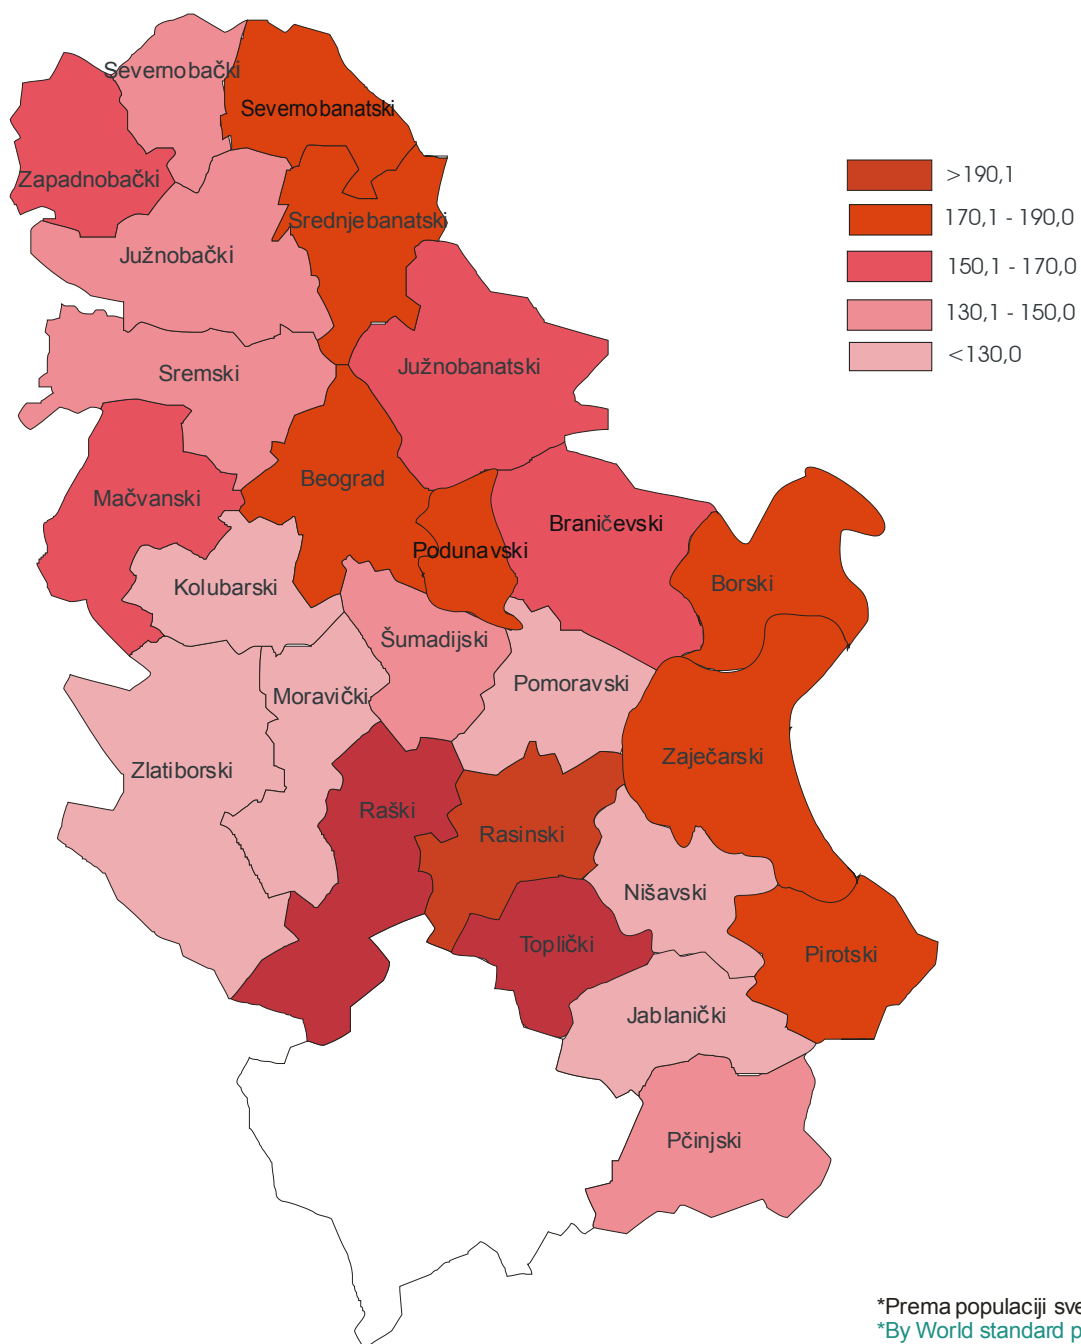 Severnobački
Severnobanatski
Zapadnobački
Srednjebanatski
Južnobački
Južnobanatski
Sremski
Beograd
Mačvanski
Braničevski
Podunavski
Borski
Kolubarski
Šumadijski
Pomoravski
Moravički
Zaječarski
Zlatiborski
Raški
Rasinski
Nišavski
Toplički
Pirotski
Jablanički
Pčinjski
>190,1
170,1 - 190,0
150,1 - 170,0
130,1 - 150,0
<130,0
*Prema populaciji sve
*By World standard p